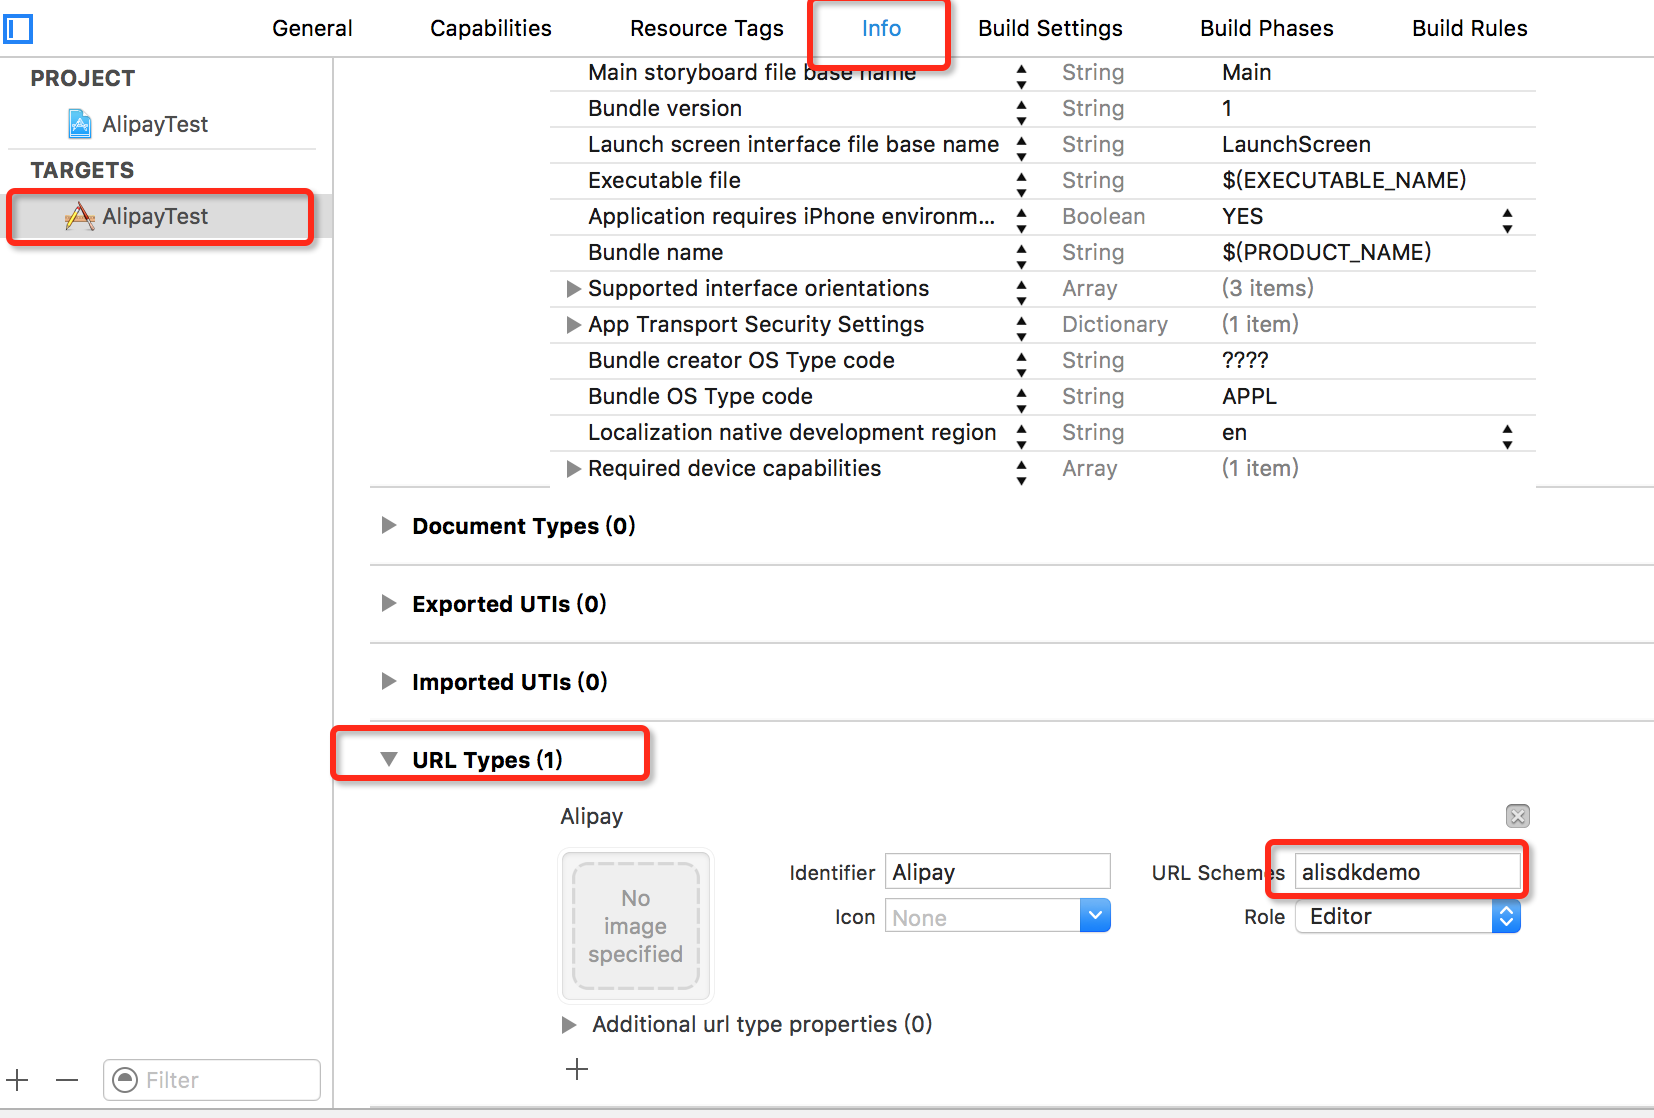 General Capabilities Resource Tags Info Build Settings Build Phases Build Rules
PROJECT
AlipayTest
TARGETS
AlipayTest
Main storyboard file base name String Main
Bundle version String 1
Launch screen interface file base name String LaunchScreen
Executable file String $(EXECUTABLE_NAME)
Application requires iPhone environm... Boolean YES
Bundle name String $(PRODUCT_NAME)
Supported interface orientations Array (3 items)
App Transport Security Settings Dictionary (1 item)
Bundle creator OS Type code String ????
Bundle OS Type code String APPL
Localization native development region String en
Required device capabilities Array (1 item)
Document Types (0)
Exported UTIs (0)
Imported UTIs (0)
URL Types (1)
Alipay
No
image
specified
Identifier Alipay URL Schemes alisdkdemo
Icon None Role Editor
Additional url type properties (0)
Filter